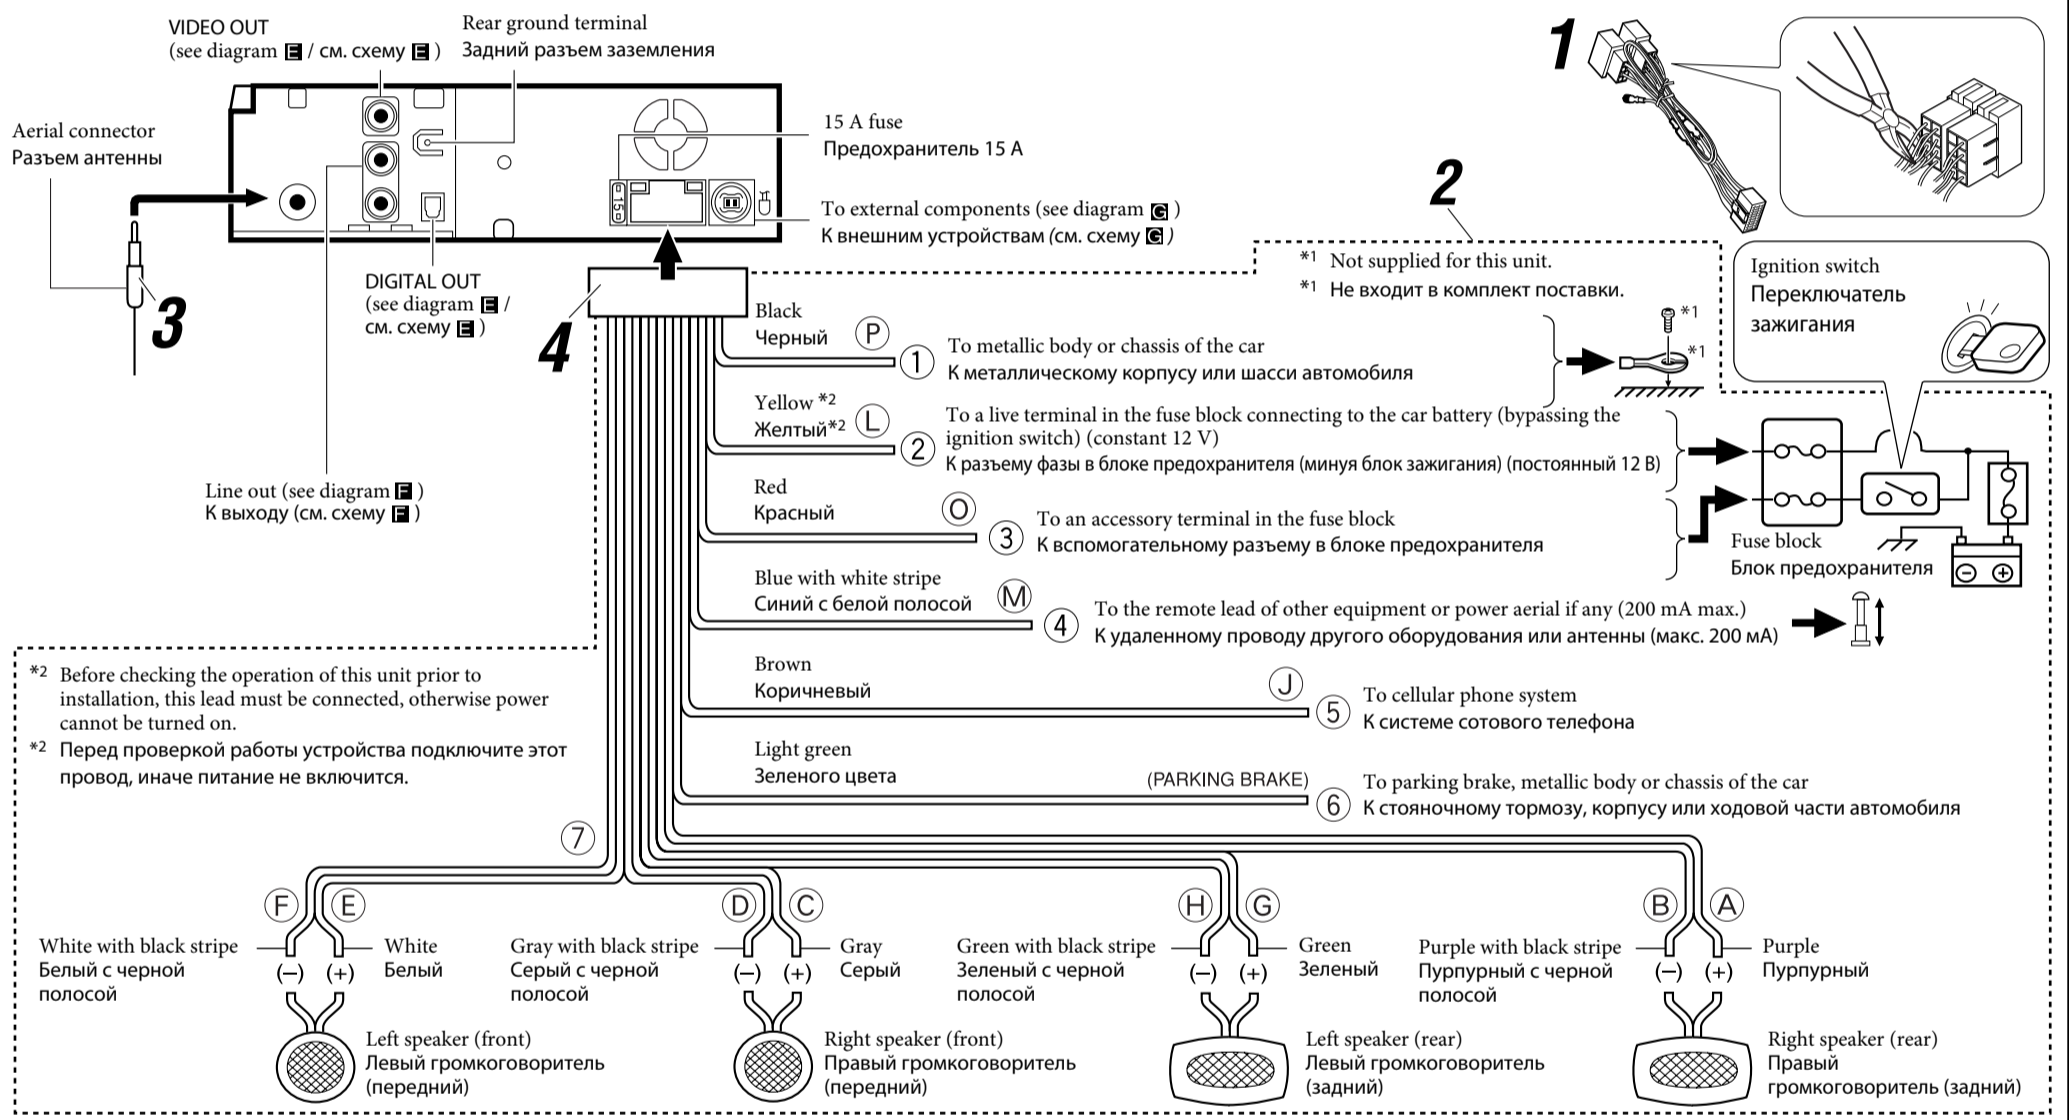 VIDEO OUT
(see diagram E / см. схему E )
Rear ground terminal
Задний разъем заземления
Aerial connector
Разъем антенны
15 A fuse
Предохранитель 15 А
15
To external components (see diagram G )
К внешним устройствам (см. схему G )
DIGITAL OUT
(see diagram E /
см. схему E )
Line out (see diagram F )
К выходу (см. схему F )
1
2
3
4
*1 Not supplied for this unit.
*1 Не входит в комплект поставки.
Ignition switch
Переключатель
зажигания
*1
*1
Black
Черный
P
1
To metallic body or chassis of the car
К металлическому корпусу или шасси автомобиля
Yellow *2
Желтый*2
L
2
To a live terminal in the fuse block connecting to the car battery (bypassing the
ignition switch) (constant 12 V)
К разъему фазы в блоке предохранителя (минуя блок зажигания) (постоянный 12 В)
Red
Красный
O
3
To an accessory terminal in the fuse block
К вспомогательному разъему в блоке предохранителя
Fuse block
Блок предохранителя
Blue with white stripe
Синий с белой полосой
M
4
To the remote lead of other equipment or power aerial if any (200 mA max.)
К удаленному проводу другого оборудования или антенны (макс. 200 мА)
Brown
Коричневый
J
5
To cellular phone system
К системе сотового телефона
Light green
Зеленого цвета
(PARKING BRAKE)
6
To parking brake, metallic body or chassis of the car
К стояночному тормозу, корпусу или ходовой части автомобиля
*2 Before checking the operation of this unit prior to
installation, this lead must be connected, otherwise power
cannot be turned on.
*2 Перед проверкой работы устройства подключите этот
провод, иначе питание не включится.
7
F
E
D
C
H
G
B
A
White with black stripe
Белый с черной
полосой
(–)
(+)
White
Белый
Gray with black stripe
Серый с черной
полосой
(–)
(+)
Gray
Серый
Green with black stripe
Зеленый с черной
полосой
(–)
(+)
Green
Зеленый
Purple with black stripe
Пурпурный с черной
полосой
(–)
(+)
Purple
Пурпурный
Left speaker (front)
Левый громкоговоритель
(передний)
Right speaker (front)
Правый громкоговоритель
(передний)
Left speaker (rear)
Левый громкоговоритель
(задний)
Right speaker (rear)
Правый
громкоговоритель (задний)